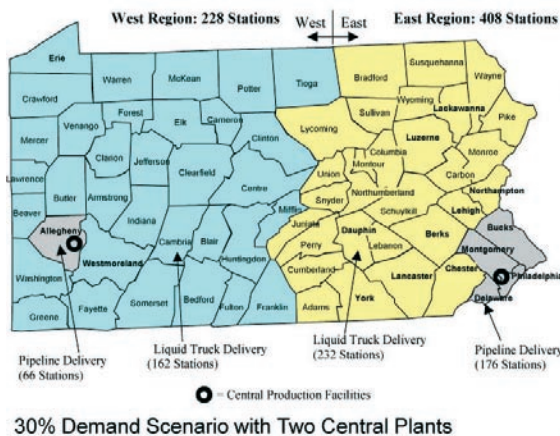 West Region: 228 Stations
East Region: 408 Stations
West East
Erie
Warren
McKean
Potter
Tioga
Bradford
Susquehanna
Wayne
Crawford
Forest
Elk
Cameron
Sullivan
Wyoming
Lackawanna
Pike
Mercer
Venango
Clinton
Lycoming
Luzerne
Clarion
Jefferson
Clearfield
Columbia
Monroe
Lawrence
Centre
Union
Montour
Carbon
Butler
Armstrong
Snyder
Northumberland
Northampton
Beaver
Indiana
Mifflin
Schuylkill
Lehigh
Allegheny
Cambria
Blair
Juniata
Dauphin
Berks
Bucks
Westmoreland
Huntingdon
Perry
Lebanon
Montgomery
Washington
Cumberland
Lancaster
Chester
Philadelphia
Greene
Fayette
Somerset
Bedford
Fulton
Franklin
Adams
York
Delaware
Pipeline Delivery
(66 Stations)
Liquid Truck Delivery
(162 Stations)
Liquid Truck Delivery
(232 Stations)
Pipeline Delivery
(176 Stations)
= Central Production Facilities
30% Demand Scenario with Two Central Plants